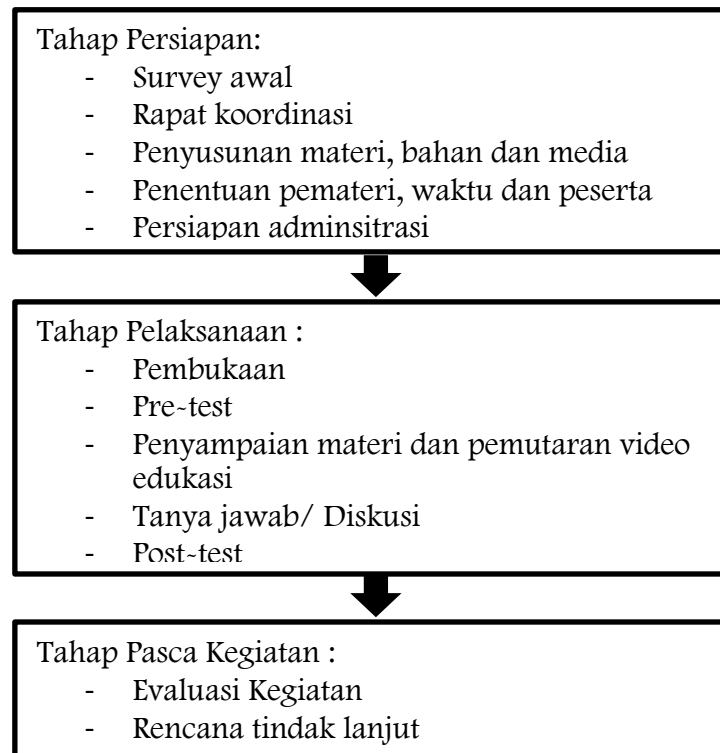 Tahap Persiapan:
- Survey awal
- Rapat koordinasi
- Penyusunan materi, bahan dan media
- Penentuan pemateri, waktu dan peserta
- Persiapan adminsitrasi
Tahap Pelaksanaan :
- Pembukaan
- Pre-test
- Penyampaian materi dan pemutaran video
edukasi
- Tanya jawab/ Diskusi
- Post-test
Tahap Pasca Kegiatan :
- Evaluasi Kegiatan
- Rencana tindak lanjut